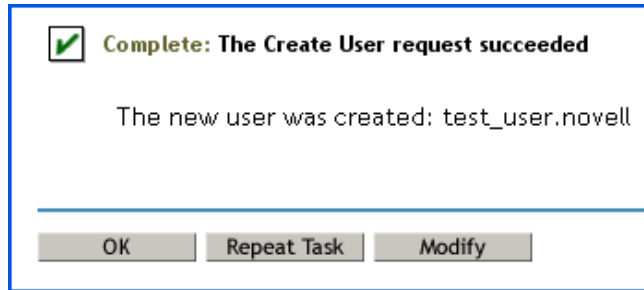 Complete: The Create User request succeeded
The new user was created: test_user.novell
OK Repeat Task Modify